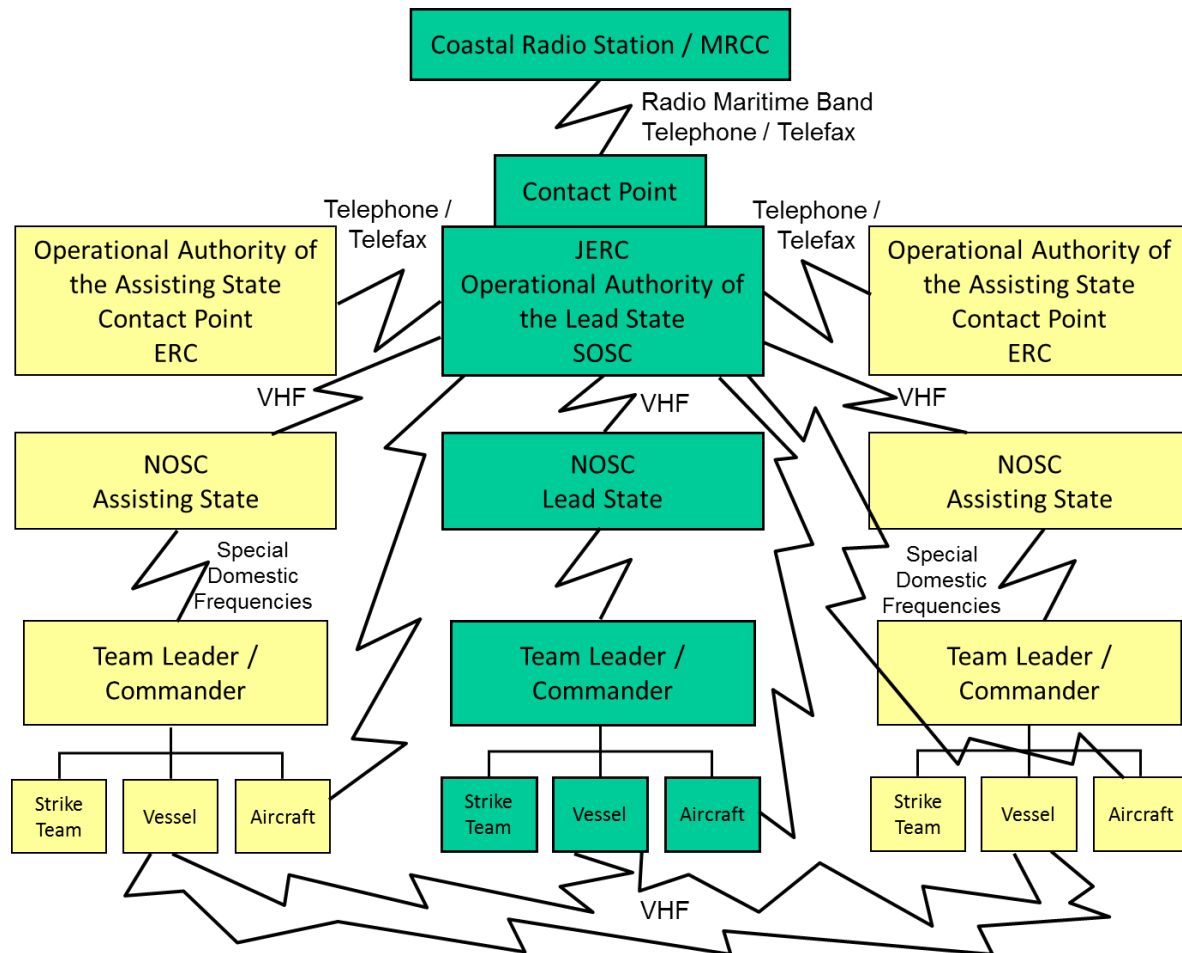 Coastal Radio Station / MRCC
Radio Maritime Band
Telephone / Telefax
Contact Point
Telephone /
Telefax
Telephone /
Telefax
Operational Authority of
the Assisting State
Contact Point
ERC
JERC
Operational Authority of
the Lead State
SOSC
Operational Authority of
the Assisting State
Contact Point
ERC
VHF
VHF
VHF
NOSC
Assisting State
NOSC
Lead State
NOSC
Assisting State
Special
Domestic
Frequencies
Special
Domestic
Frequencies
Team Leader /
Commander
Team Leader /
Commander
Team Leader /
Commander
Strike
Team
Vessel
Aircraft
Strike
Team
Vessel
Aircraft
Strike
Team
Vessel
Aircraft
VHF